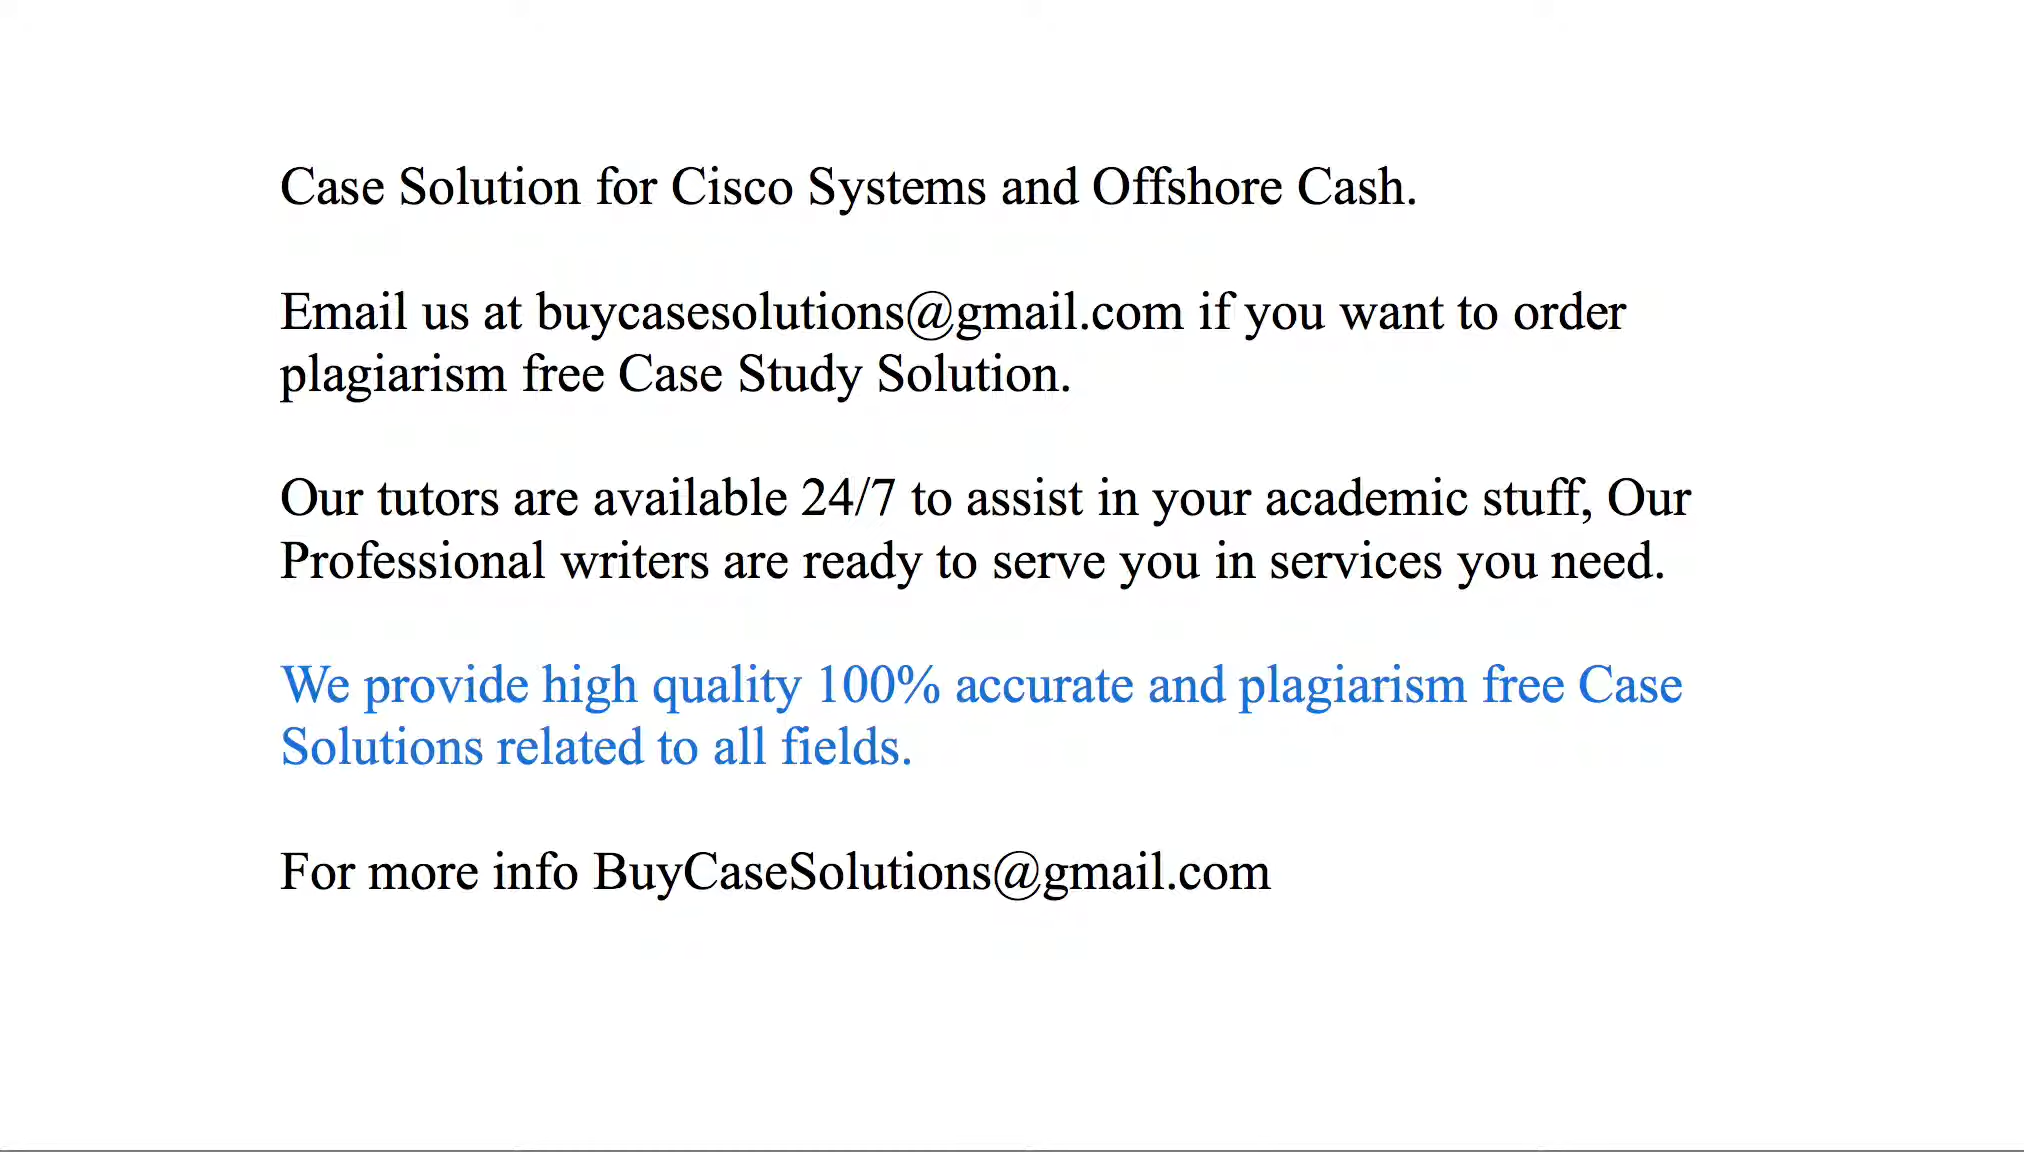 Case Solution for Cisco Systems and Offshore Cash.
Email us at buycasesolutions@gmail.com if you want to order
plagiarism free Case Study Solution.
Our tutors are available 24/7 to assist in your academic stuff, Our
Professional writers are ready to serve you in services you need.
We provide high quality 100% accurate and plagiarism free Case
Solutions related to all fields.
For more info BuyCaseSolutions@gmail.com